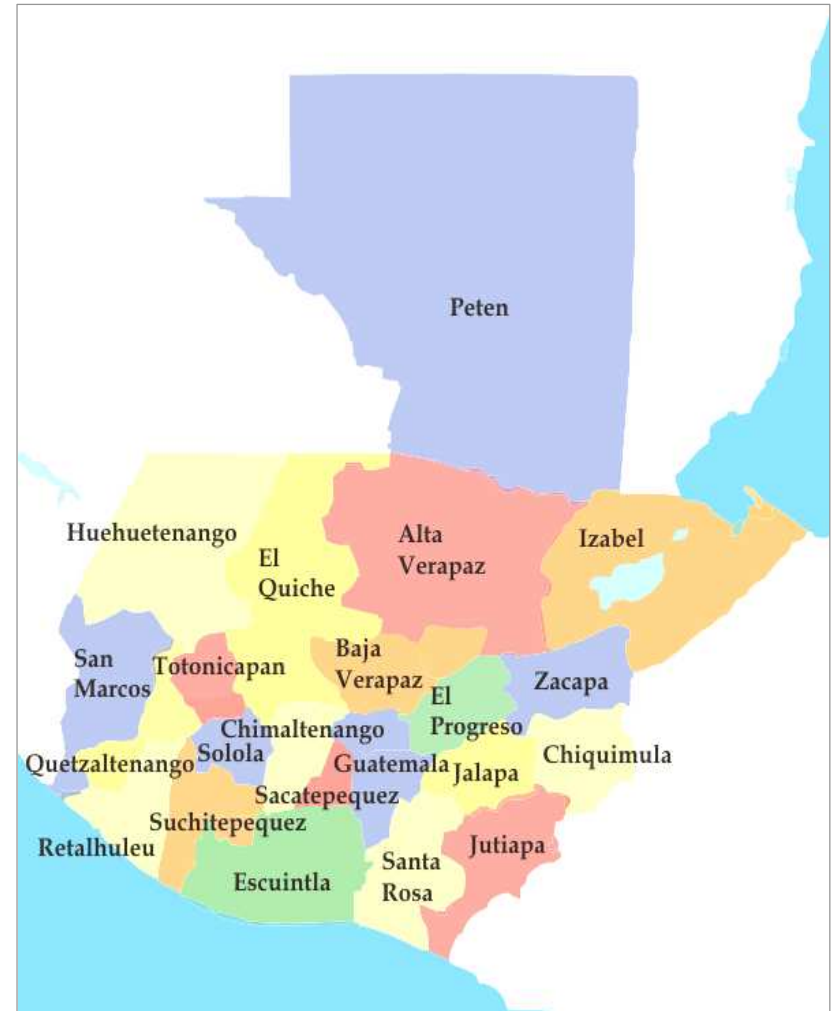 Peten
Huehuetenango
Alta
Verapaz
Izabel
El
Quiche
San
Marcos
Totonicapan
Baja
Verapaz
Zacapa
El
Progreso
Chimaltenango
Solola
Quetzaltenango
Guatemala
Jalapa
Chiquimula
Sacatepequez
Suchitepequez
Retalhuleu
Jutiapa
Santa
Rosa
Escuintla